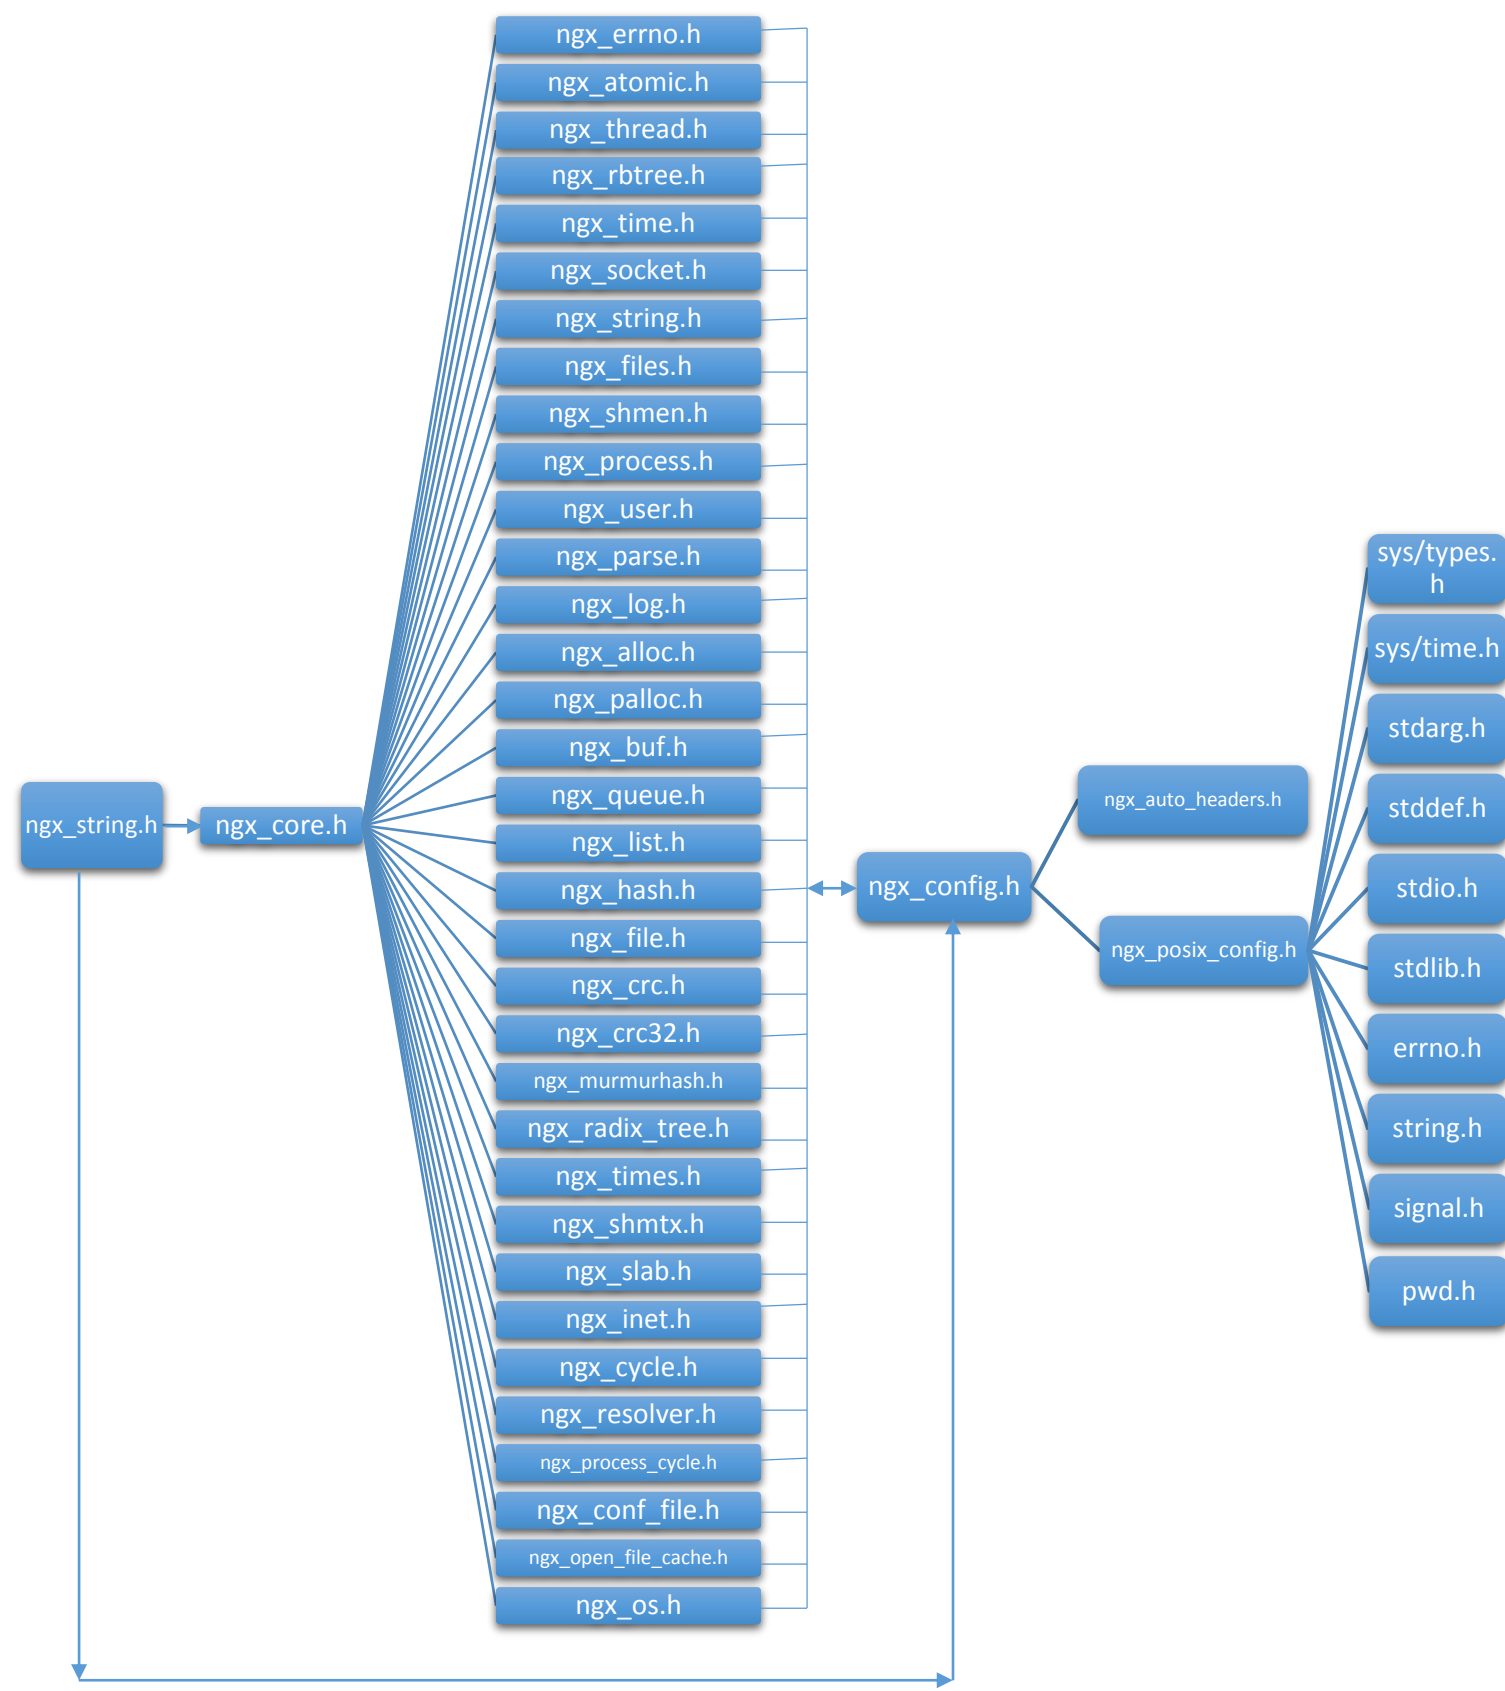 ngx_string.h
ngx_core.h
ngx_errno.h
ngx_atomic.h
ngx_thread.h
ngx_rbtree.h
ngx_time.h
ngx_socket.h
ngx_string.h
ngx_files.h
ngx_shmen.h
ngx_process.h
ngx_user.h
ngx_parse.h
ngx_log.h
ngx_alloc.h
ngx_palloc.h
ngx_buf.h
ngx_queue.h
ngx_list.h
ngx_hash.h
ngx_file.h
ngx_crc.h
ngx_crc32.h
ngx_murmurhash.h
ngx_radix_tree.h
ngx_times.h
ngx_shmtx.h
ngx_slab.h
ngx_inet.h
ngx_cycle.h
ngx_resolver.h
ngx_process_cycle.h
ngx_conf_file.h
ngx_open_file_cache.h
ngx_os.h
ngx_config.h
ngx_auto_headers.h
ngx_posix_config.h
sys/types.
h
sys/time.h
stdarg.h
stddef.h
stdio.h
stdlib.h
errno.h
string.h
signal.h
pwd.h